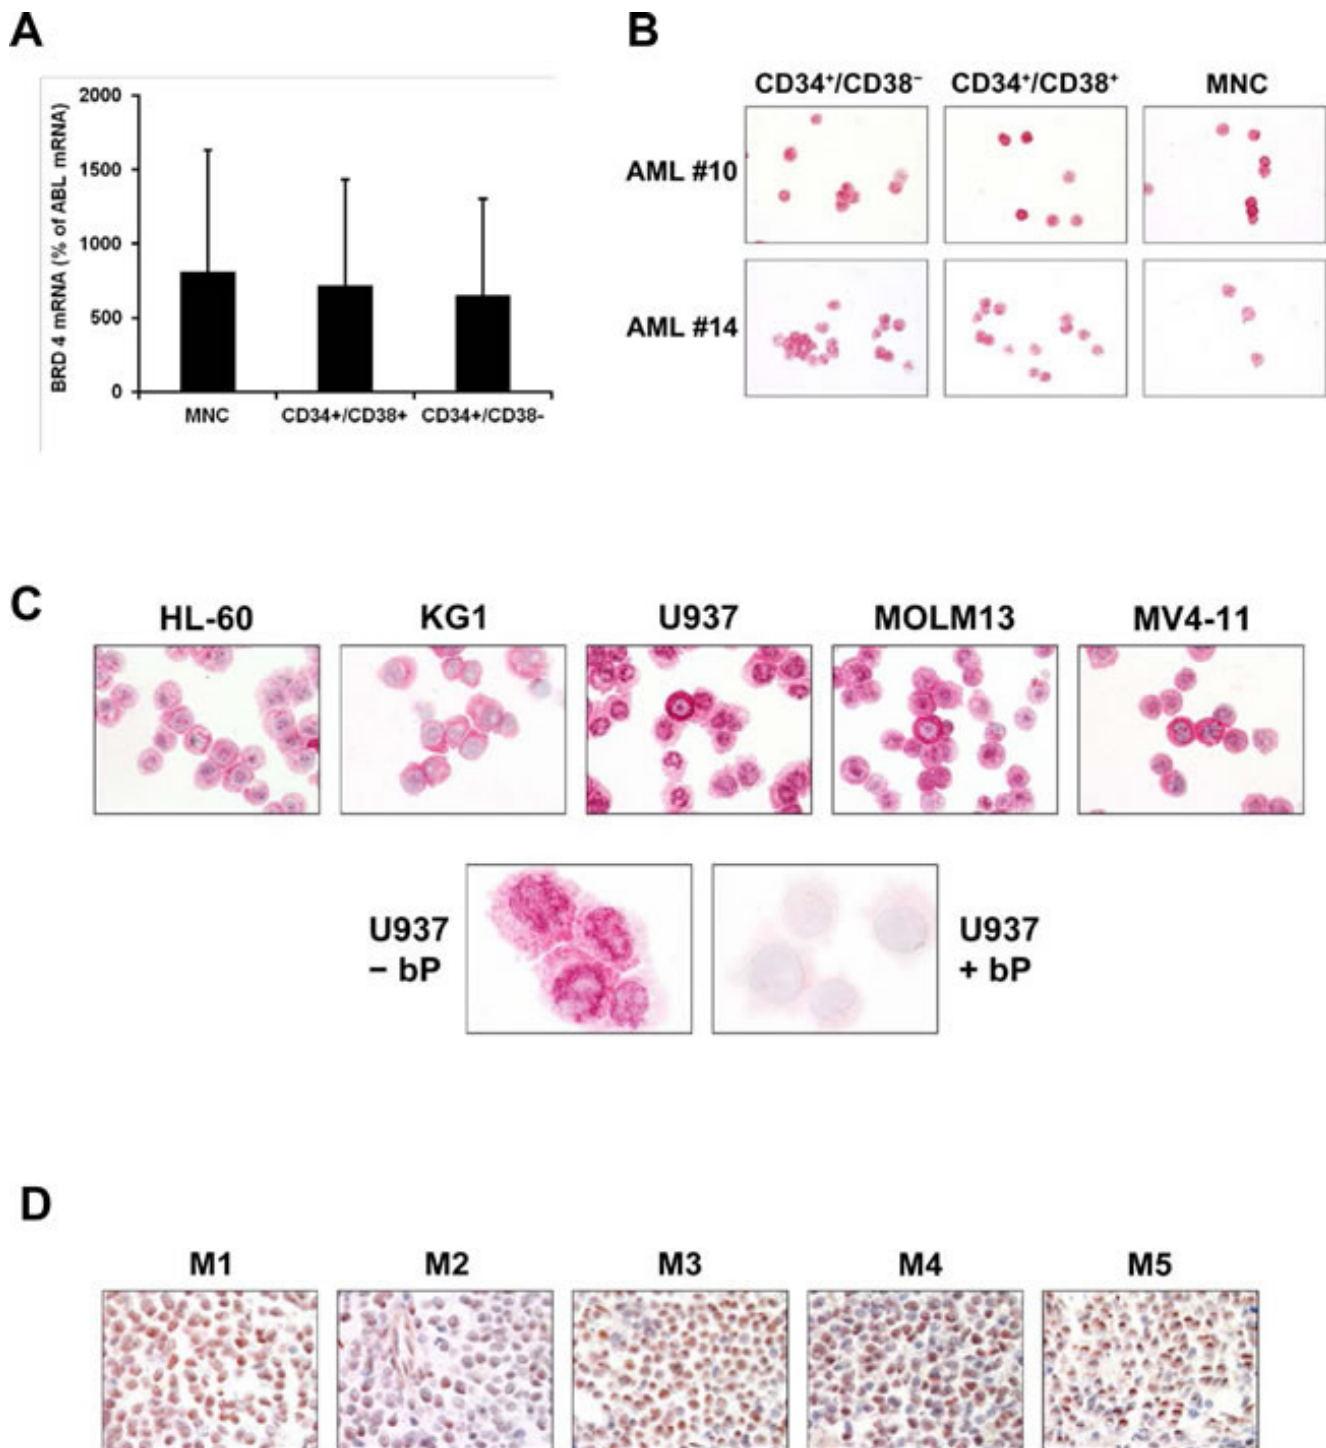 A
BRD 4 mRNA (% of ABL mRNA)
2000
1500
1000
500
0
MNC
CD34+/CD38+
CD34+/CD38-
B
CD34⁺/CD38⁻
CD34⁺/CD38⁺
MNC
AML #10
AML #14
C
HL-60
KG1
U937
MOLM13
MV4-11
U937
− bP
U937
+ bP
D
M1
M2
M3
M4
M5